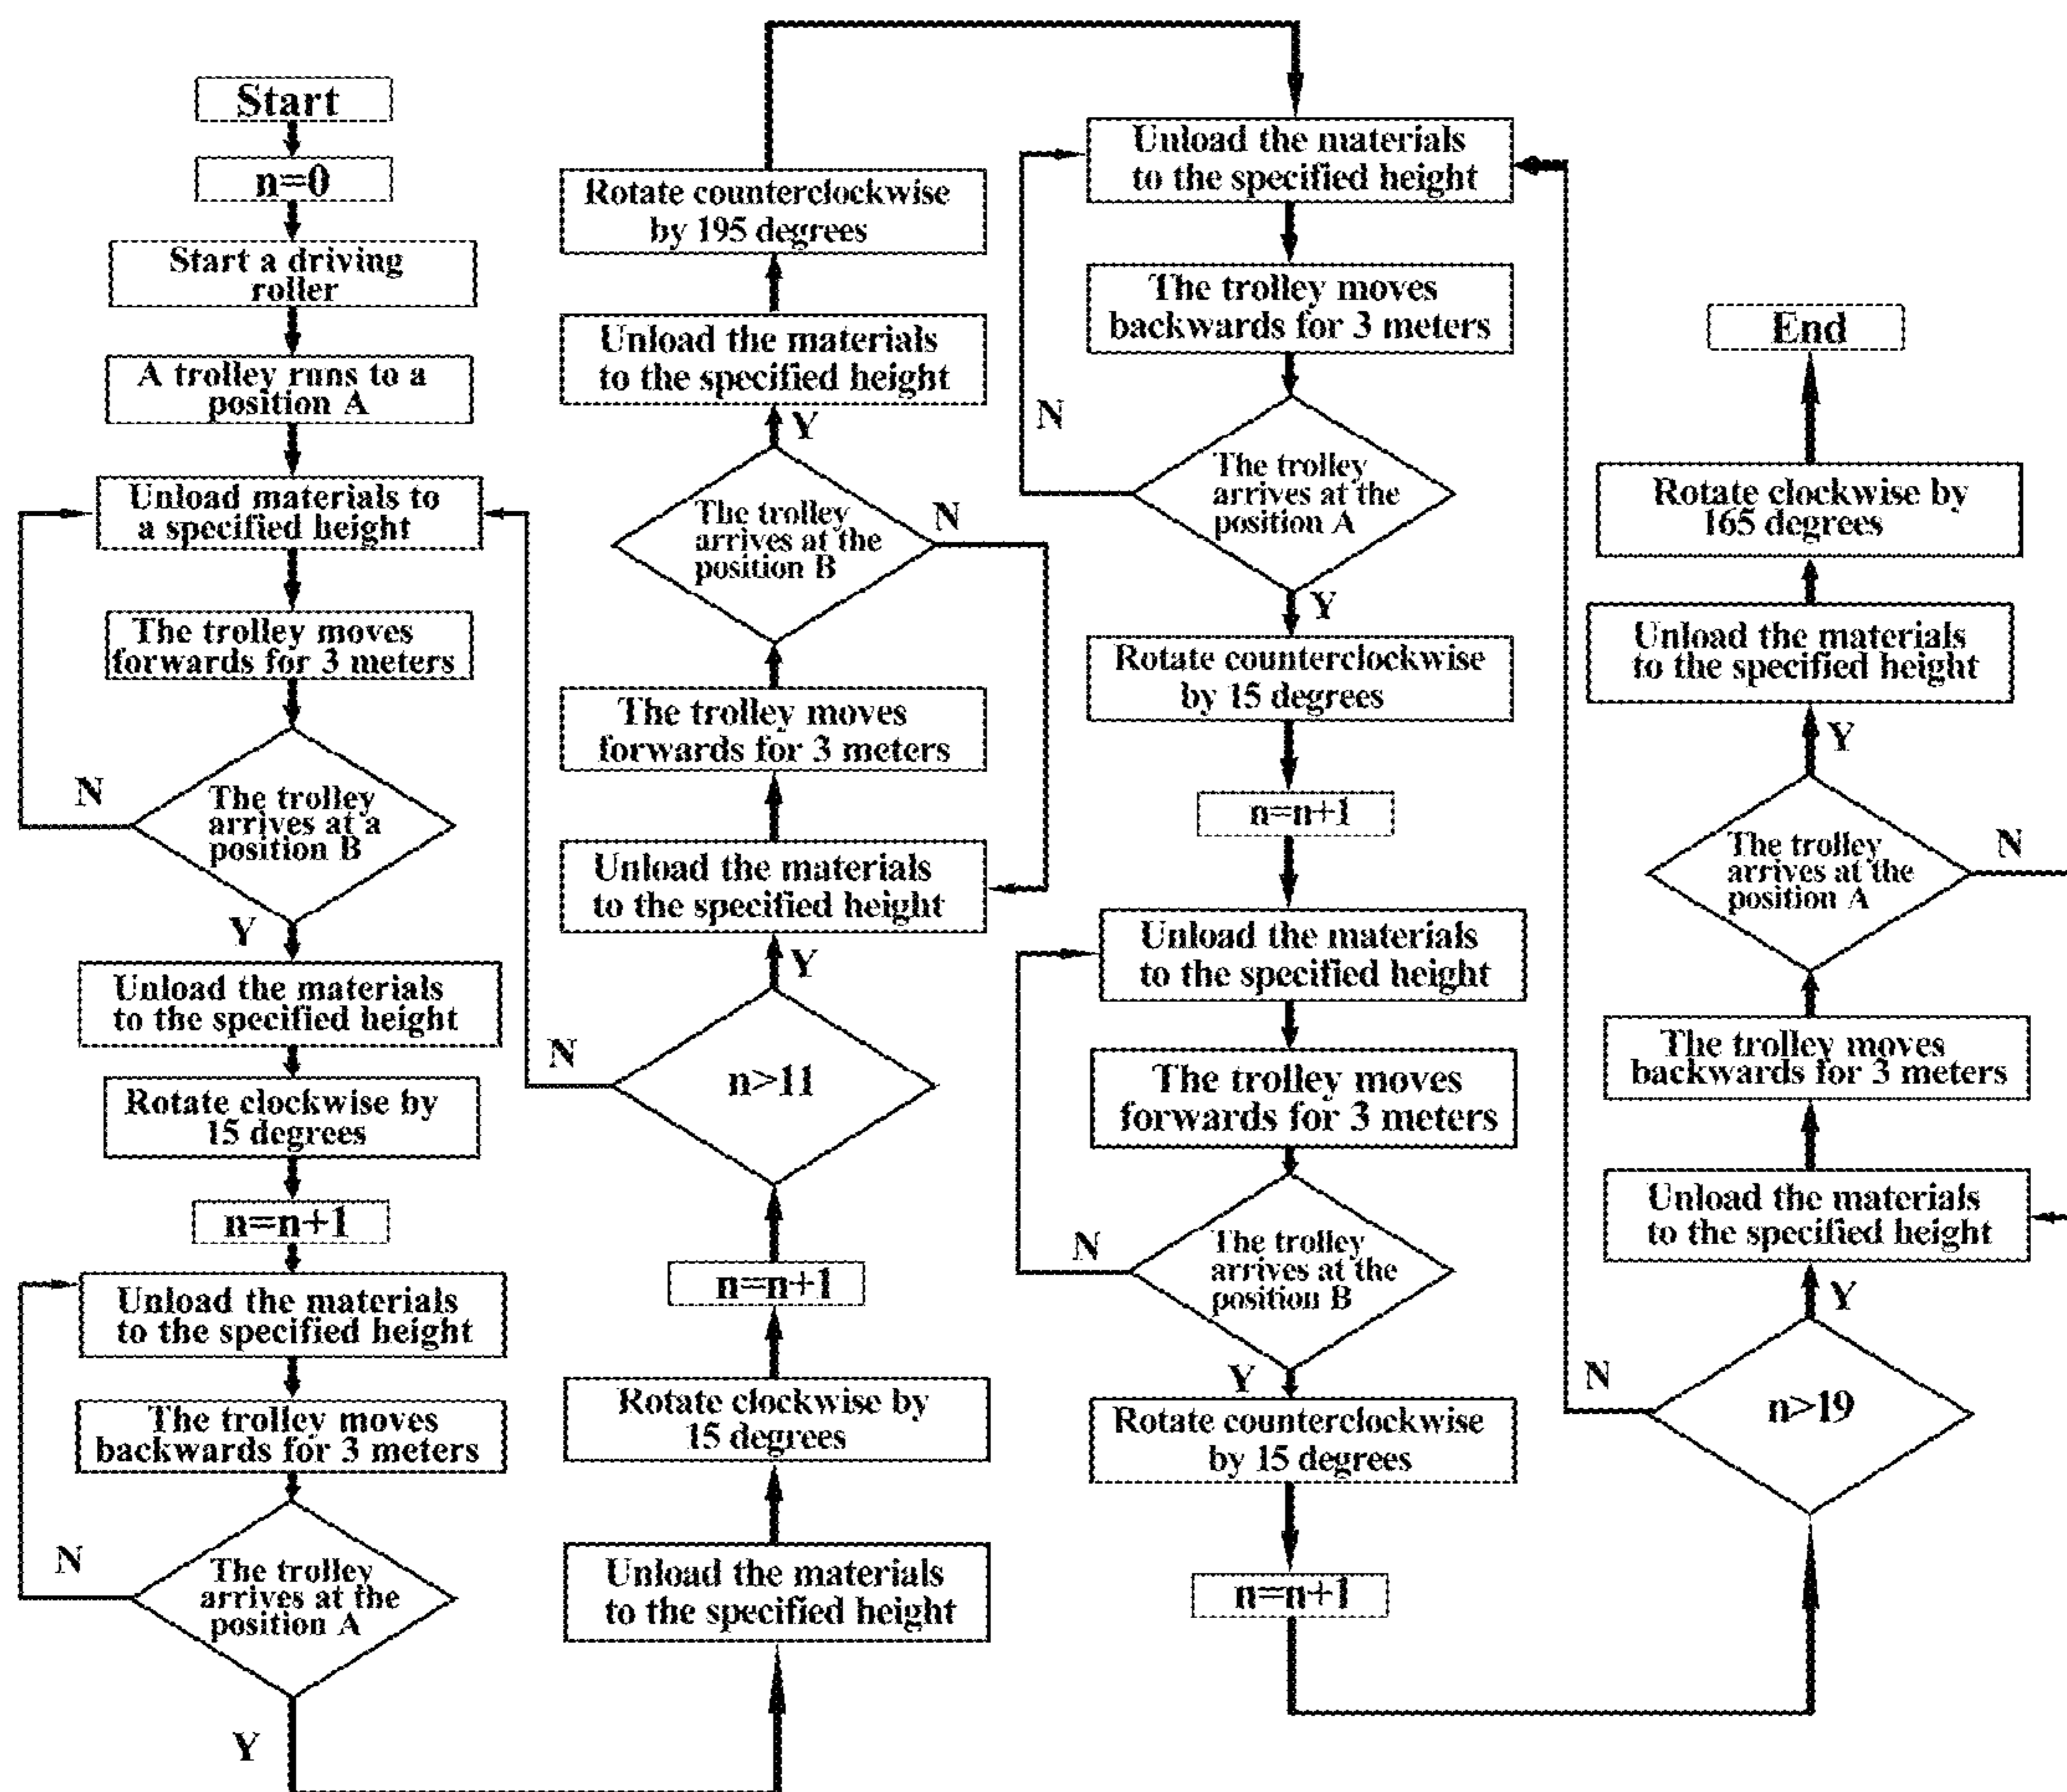 Start
n=0
Start a driving
roller
A trolley runs to a
position A
Unload materials to
a specified height
The trolley moves
forwards for 3 meters
The trolley
arrives at a
position B
N
Y
Unload the materials
to the specified height
Rotate clockwise by
15 degrees
n=n+1
Unload the materials
to the specified height
The trolley moves
backwards for 3 meters
The trolley
arrives at the
position A
N
Y
Unload the materials
to the specified height
Rotate clockwise by
15 degrees
n=n+1
n>11
N
Y
Unload the materials
to the specified height
The trolley moves
forwards for 3 meters
The trolley
arrives at the
position B
N
Y
Unload the materials
to the specified height
Rotate counterclockwise
by 195 degrees
Unload the materials
to the specified height
The trolley moves
backwards for 3 meters
The trolley
arrives at the
position A
N
Y
Rotate counterclockwise
by 15 degrees
n=n+1
Unload the materials
to the specified height
The trolley moves
forwards for 3 meters
The trolley
arrives at the
position B
N
Y
Rotate counterclockwise
by 15 degrees
n=n+1
n>19
N
Y
Unload the materials
to the specified height
The trolley moves
backwards for 3 meters
The trolley
arrives at the
position A
N
Y
Unload the materials
to the specified height
Rotate clockwise by
165 degrees
End